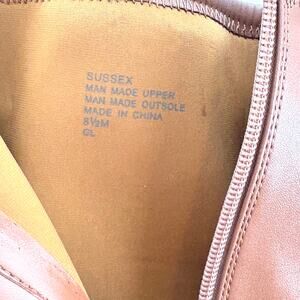 SUSSEX
MAN MADE UPPER
MAN MADE OUTSOLE
MADE IN CHINA
8½M
GL